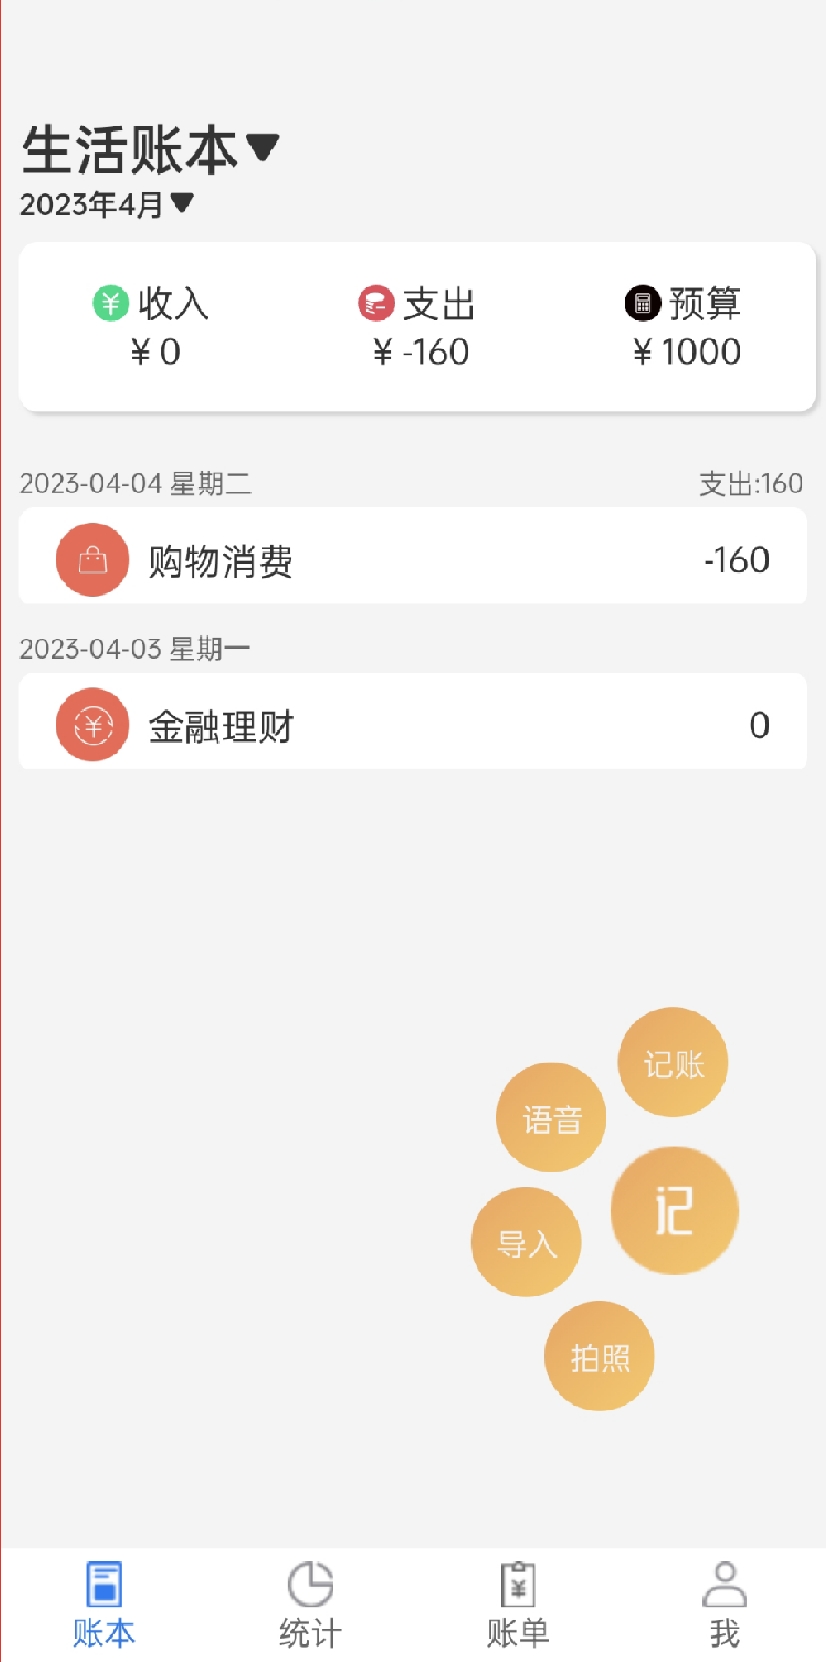 生活账本
2023年4月
收入 支出 预算
¥ 0 ¥ -160 ¥ 1000
2023-04-04 星期二 支出:160
购物消费 -160
2023-04-03 星期一
金融理财 0
记账
语音
记
导入
拍照
账本 统计 账单 我